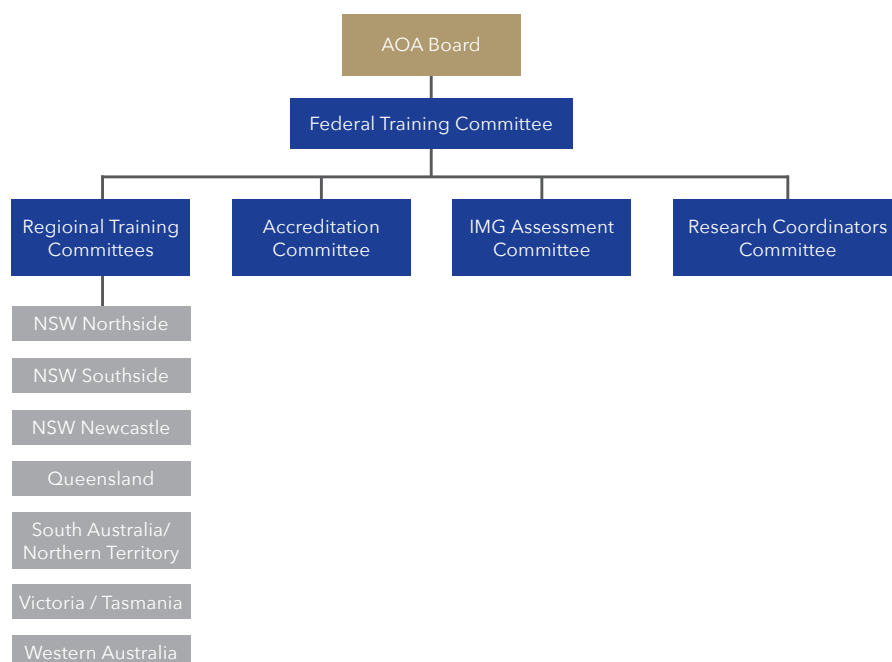 AOA Board
Federal Training Committee
Regioinal Training
Committees
Accreditation
Committee
IMG Assessment
Committee
Research Coordinators
Committee
NSW Northside
NSW Southside
NSW Newcastle
Queensland
South Australia/
Northern Territory
Victoria / Tasmania
Western Australia